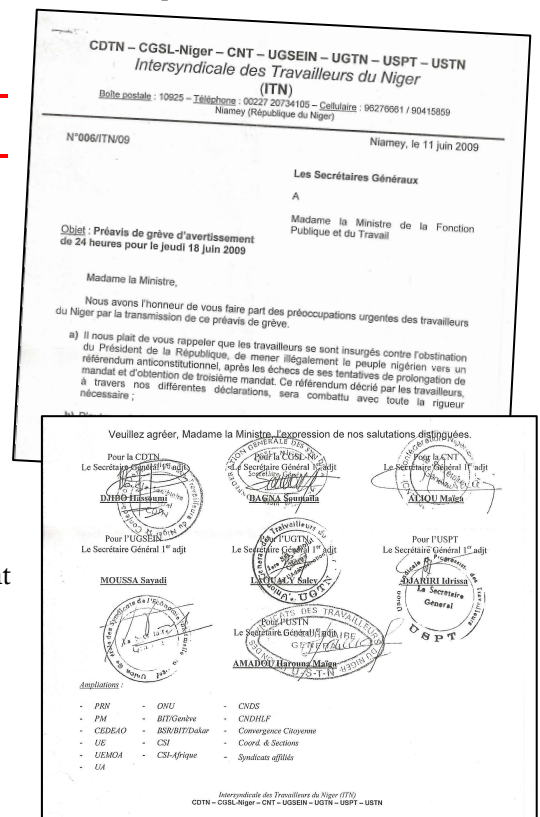 CDTN – CGSL-Niger – CNT – UGSEIN – UGTN – USPT – USTN
Intersyndicale des Travailleurs du Niger
(ITN)
Boîte postale : 10925 – Téléphone : 00227 20734105 – Cellulaire : 96276661 / 90415859
Niamey (République du Niger)
N°006/ITN/09
Niamey, le 11 juin 2009
Les Secrétaires Généraux
A
Madame la Ministre de la Fonction
Publique et du Travail
Objet : Préavis de grève d'avertissement
de 24 heures pour le jeudi 18 juin 2009
Madame la Ministre,
Nous avons l'honneur de vous faire part des préoccupations urgentes des travailleurs
du Niger par la transmission de ce préavis de grève.
a) Il nous plait de vous rappeler que les travailleurs se sont insurgés contre l'obstination
du Président de la République, de mener illégalement le peuple nigérien vers un
référendum anticonstitutionnel, après les échecs de ses tentatives de prolongation de
mandat et d'obtention de troisième mandat. Ce référendum décrié par les travailleurs,
à travers nos différentes déclarations, sera combattu avec toute la rigueur
nécessaire ;
Veuillez agréer, Madame la Ministre, l'expression de nos salutations distinguées.
Pour la CDTN Pour la CGSL-N Pour la CNT
Le Secrétaire Général 1er adjt Le Secrétaire Général 1er adjt Le Secrétaire Général 1er adjt
DJIBO Hassoumi DAGNA Soumaila ALIOU Maïga
Pour l'UGSEIN Pour l'UGTN Pour l'USPT
Le Secrétaire Général 1er adjt Le Secrétaire Général 1er adjt Le Secrétaire Général 1er adjt
MOUSSA Sayadi LAOUALY Saley DJARIRI Idrissa
Le Secretaire
General
USPT
Pour l'USTN
Le Secrétaire Général 1er adjt
AMADOU Harouna Maïga
U-S-T-N
Ampliations :
- PRN - ONU - CNDS
- PM - BIT/Genève - CNDHLF
- CEDEAO - BSR/BIT/Dakar - Convergence Citoyenne
- UE - CSI - Coord. & Sections
- UEMOA - CSI-Afrique - Syndicats affiliés
- UA
Intersyndicale des Travailleurs du Niger (ITN)
CDTN – CGSL-Niger – CNT – UGSEIN – UGTN – USPT – USTN